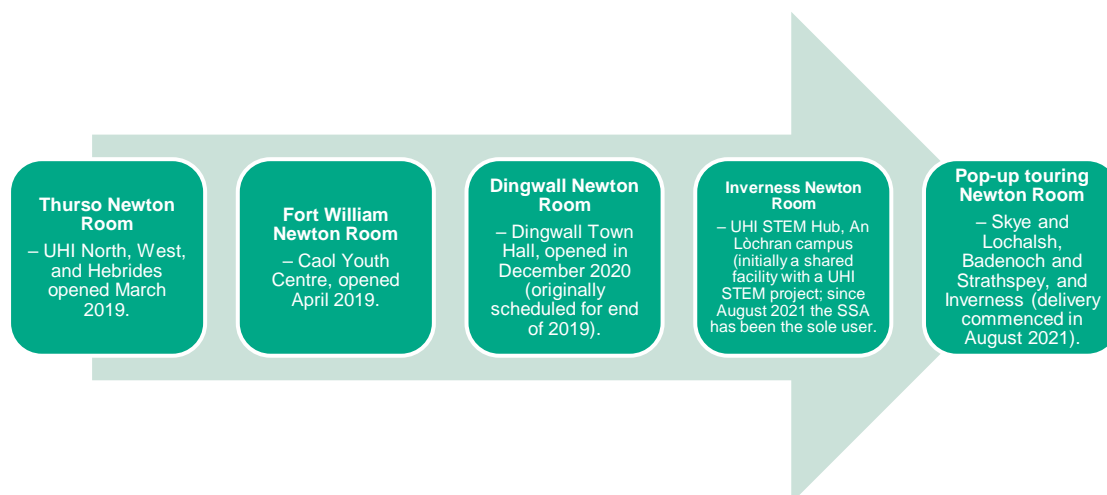 Thurso Newton
Room
– UHI North, West,
and Hebrides
opened March
2019.
Fort William
Newton Room
– Caol Youth
Centre, opened
April 2019.
Dingwall Newton
Room
– Dingwall Town
Hall, opened in
December 2020
(originally
scheduled for end
of 2019).
Inverness Newton
Room
– UHI STEM Hub, An
Lòchran campus
(initially a shared
facility with a UHI
STEM project; since
August 2021 the SSA
has been the sole user.
Pop-up touring
Newton Room
– Skye and
Lochalsh,
Badenoch and
Strathspey, and
Inverness (delivery
commenced in
August 2021).